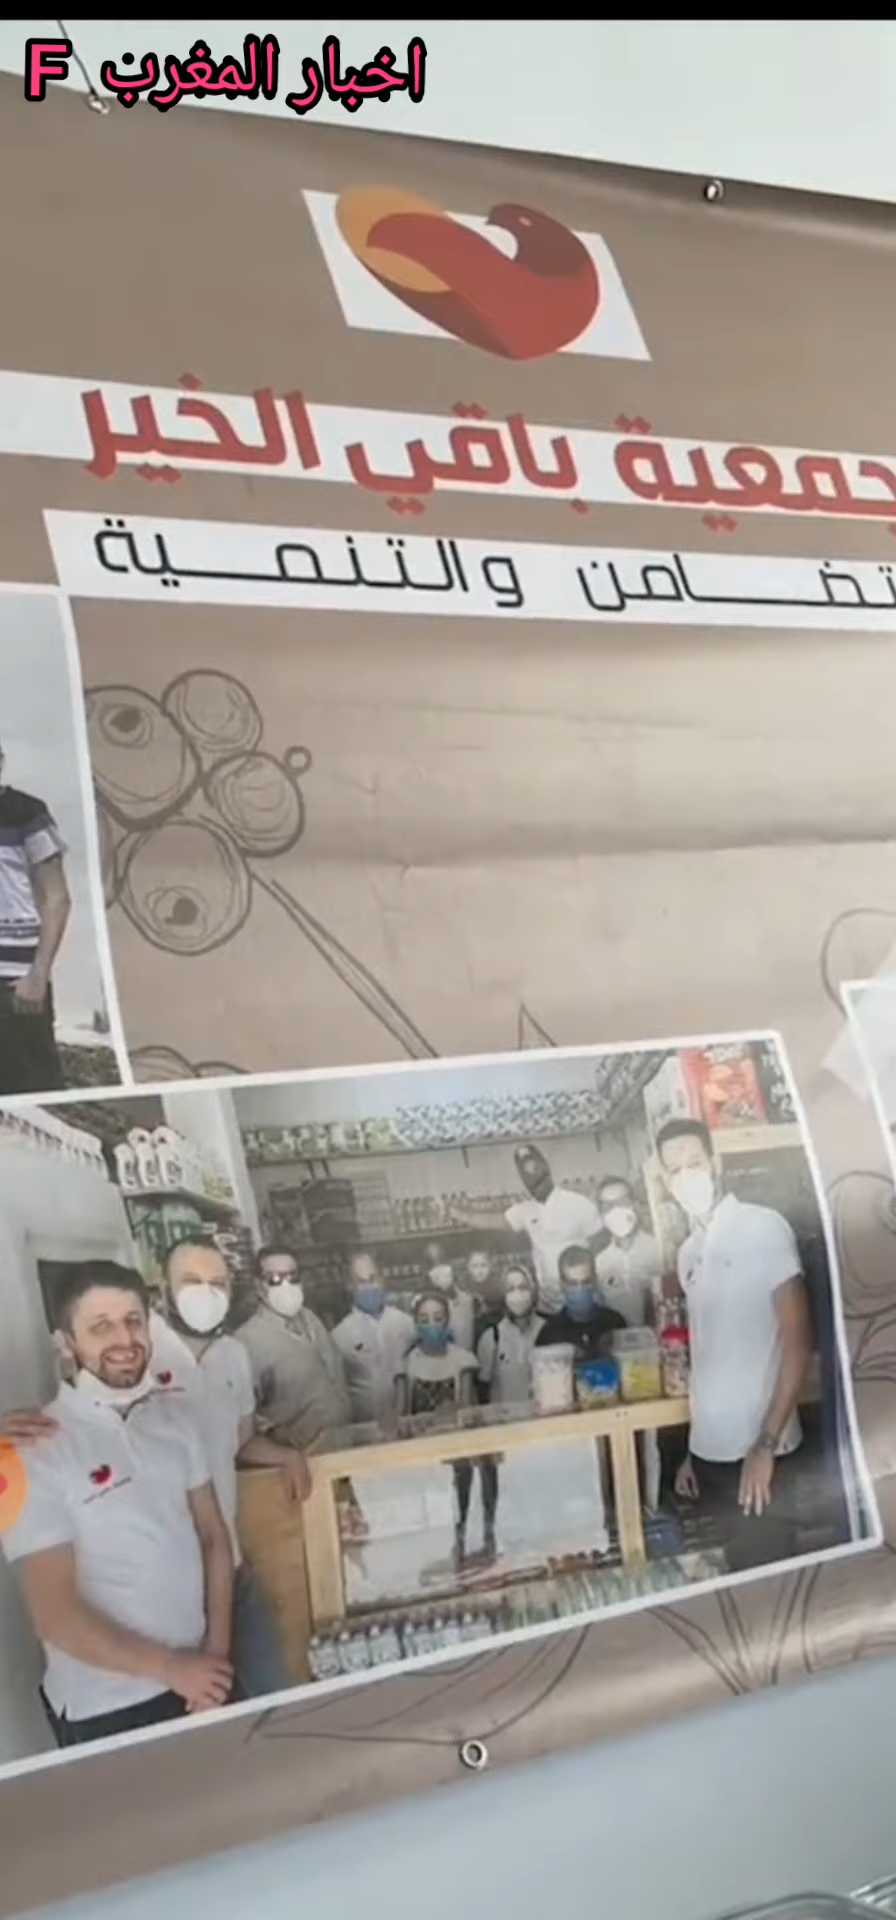 اخبار المغرب F
جمعية باقي الخير
تضامن والتنمية